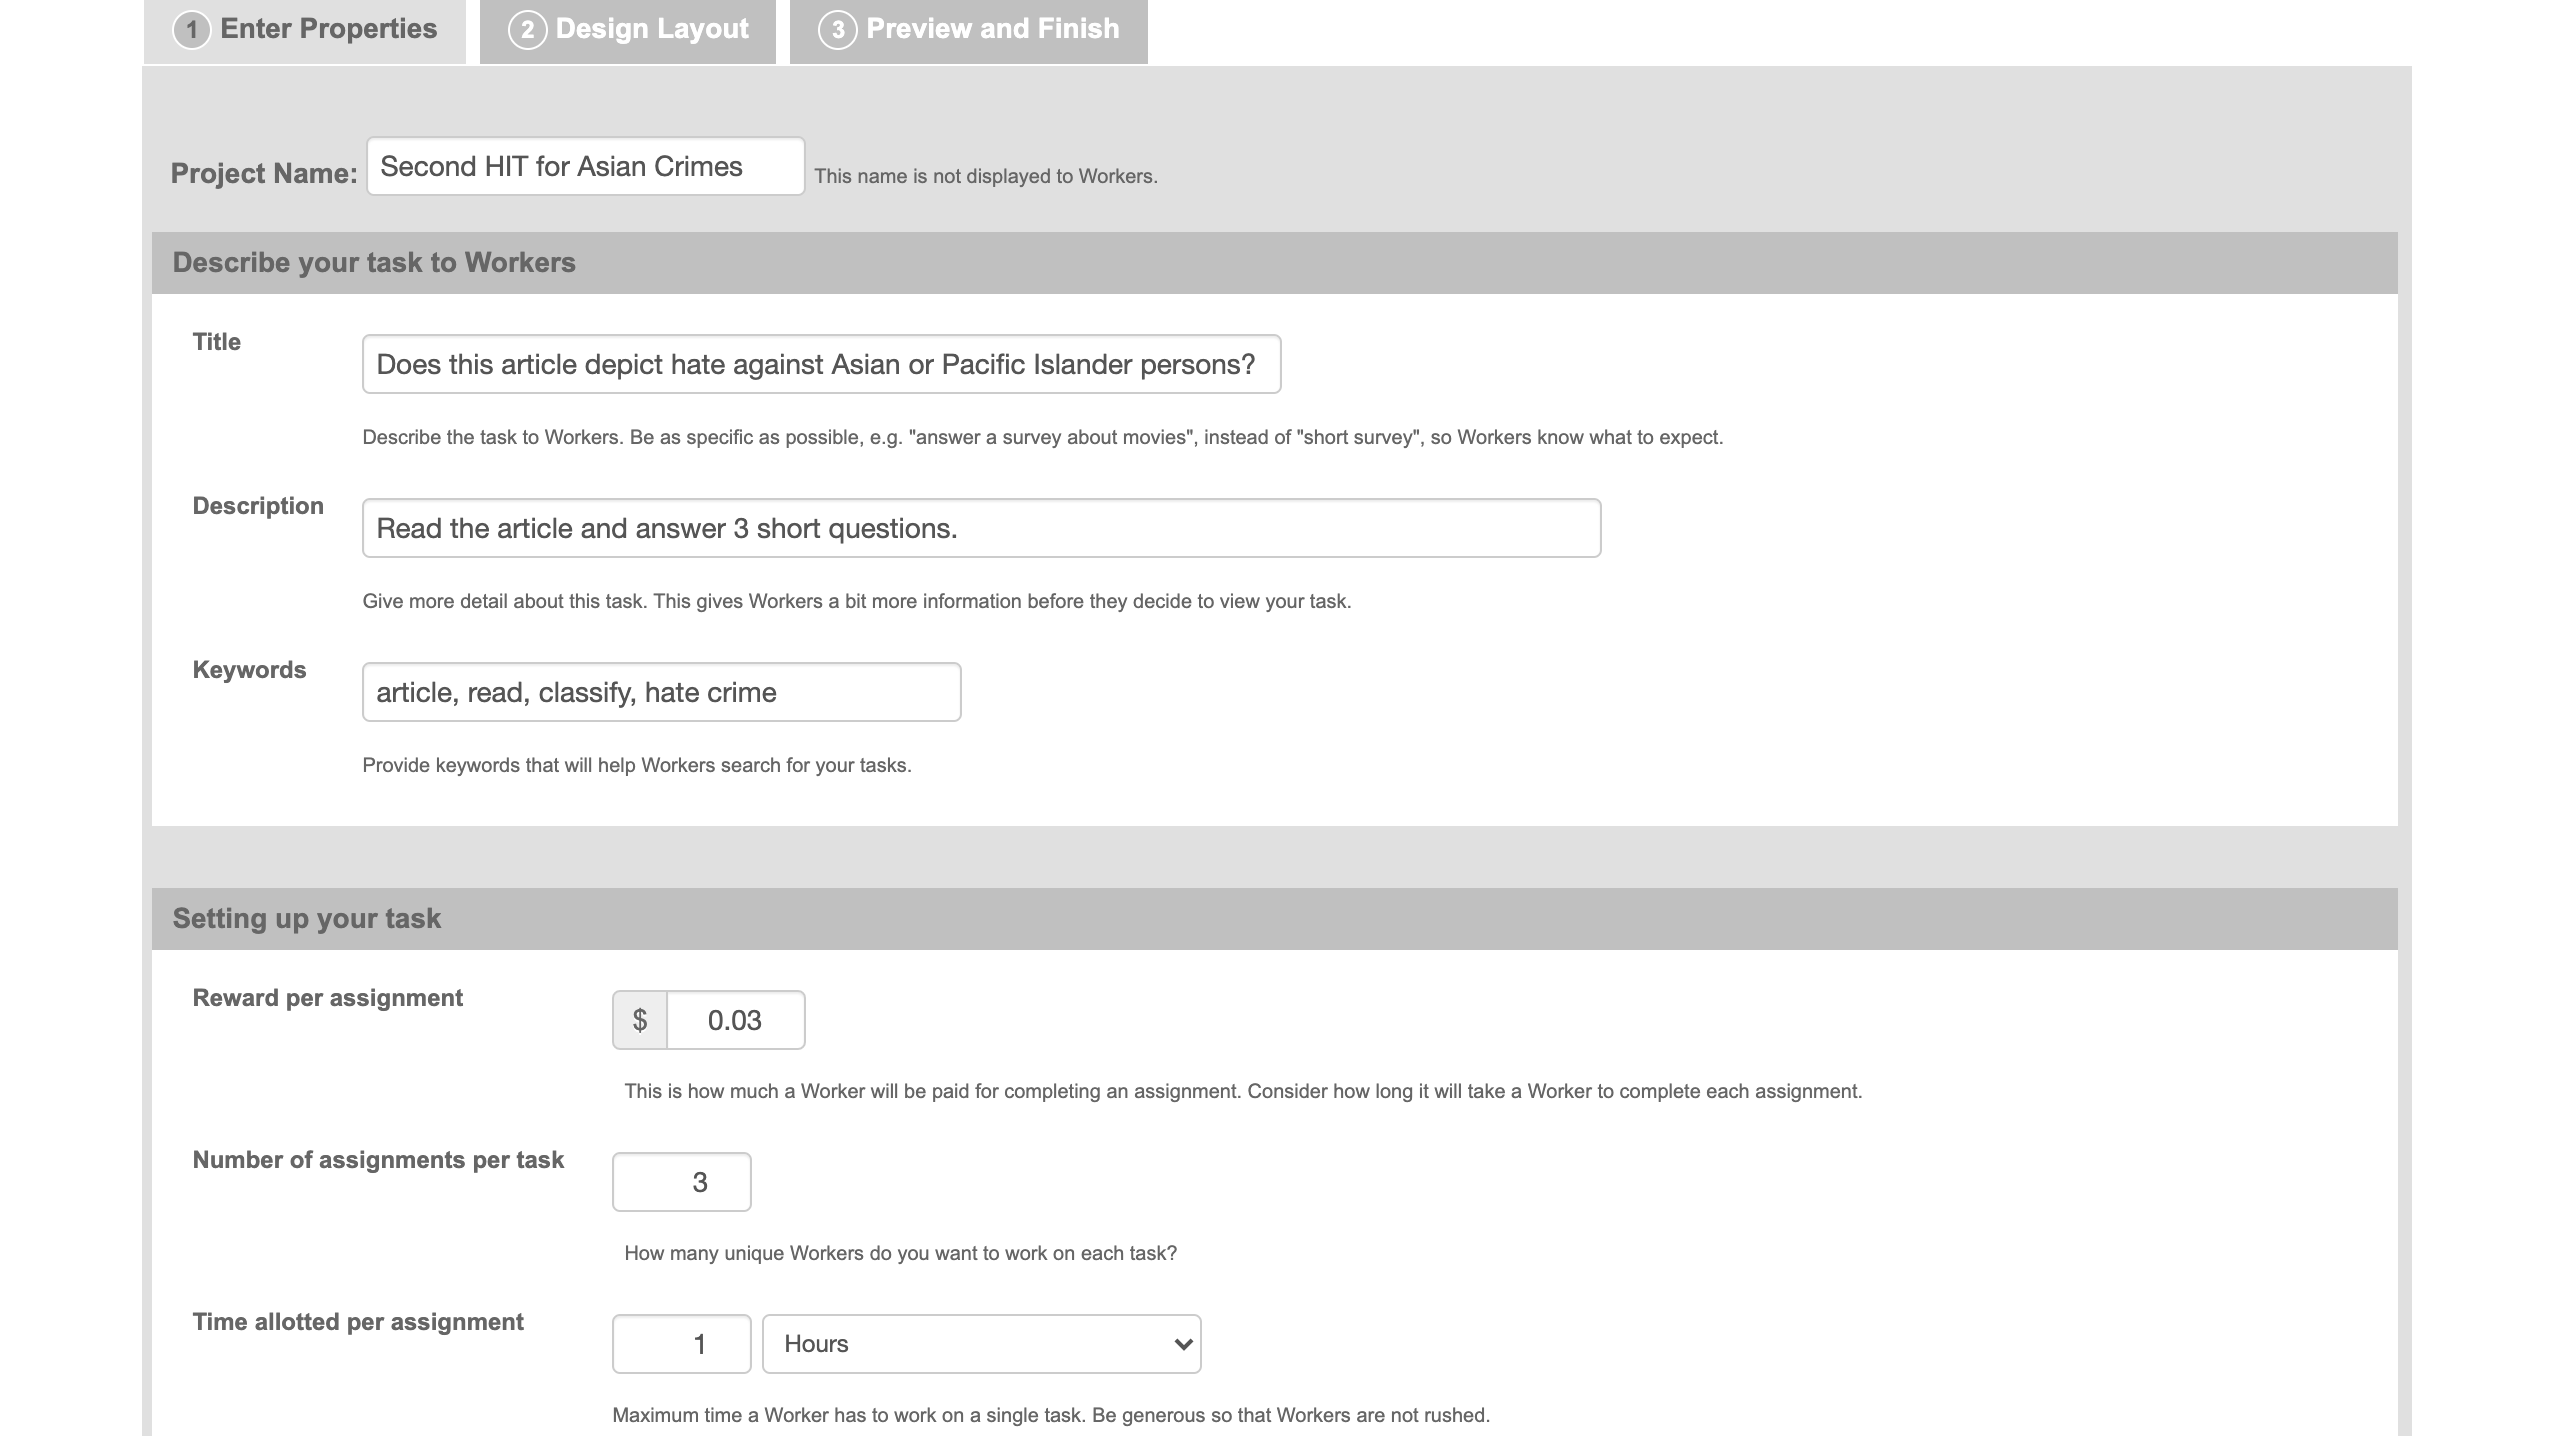 1 Enter Properties
2 Design Layout
3 Preview and Finish
Project Name: Second HIT for Asian Crimes This name is not displayed to Workers.
Describe your task to Workers
Title
Does this article depict hate against Asian or Pacific Islander persons?
Describe the task to Workers. Be as specific as possible, e.g. "answer a survey about movies", instead of "short survey", so Workers know what to expect.
Description
Read the article and answer 3 short questions.
Give more detail about this task. This gives Workers a bit more information before they decide to view your task.
Keywords
article, read, classify, hate crime
Provide keywords that will help Workers search for your tasks.
Setting up your task
Reward per assignment
$ 0.03
This is how much a Worker will be paid for completing an assignment. Consider how long it will take a Worker to complete each assignment.
Number of assignments per task
3
How many unique Workers do you want to work on each task?
Time allotted per assignment
1 Hours
Maximum time a Worker has to work on a single task. Be generous so that Workers are not rushed.